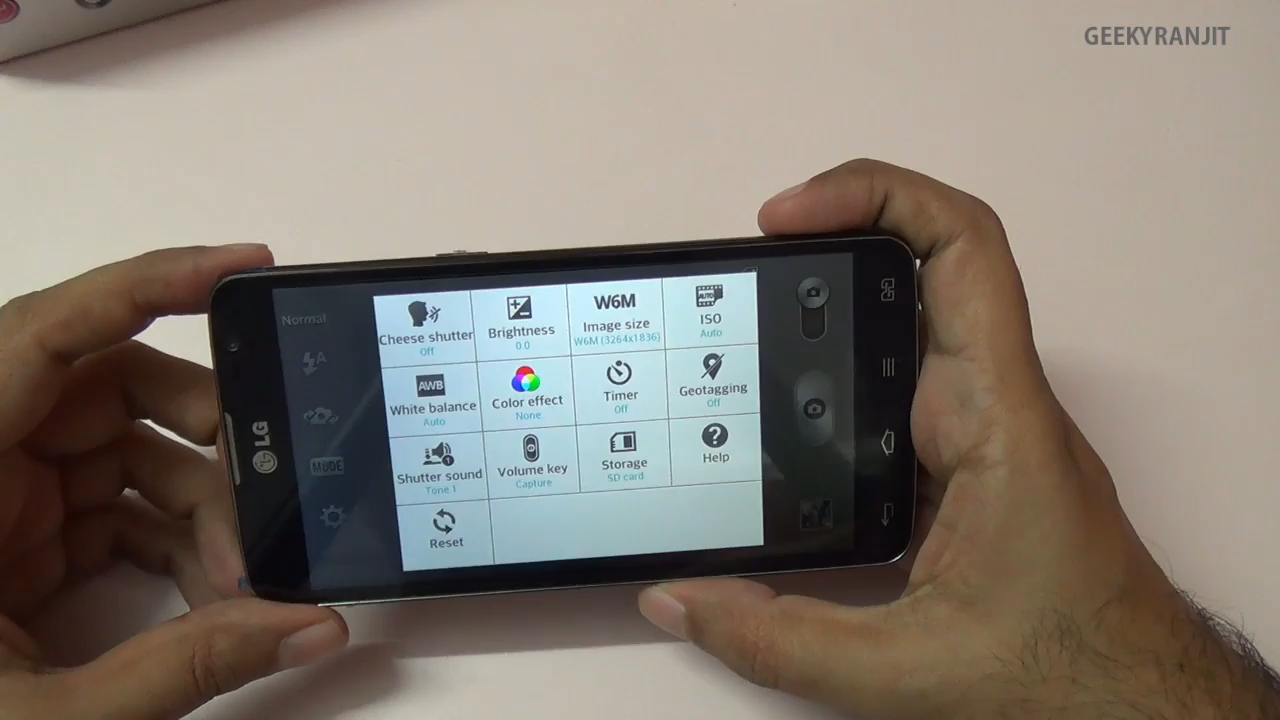 GEEKYRANJIT
Normal
A
MODE
LG
Cheese shutter
Off
Brightness
0.0
W6M
Image size
W6M (3264x1836)
AUTO
ISO
Auto
AWB
White balance
Auto
Color effect
None
Timer
Off
Geotagging
Off
1
Shutter sound
Tone 1
Volume key
Capture
Storage
SD card
?
Help
Reset